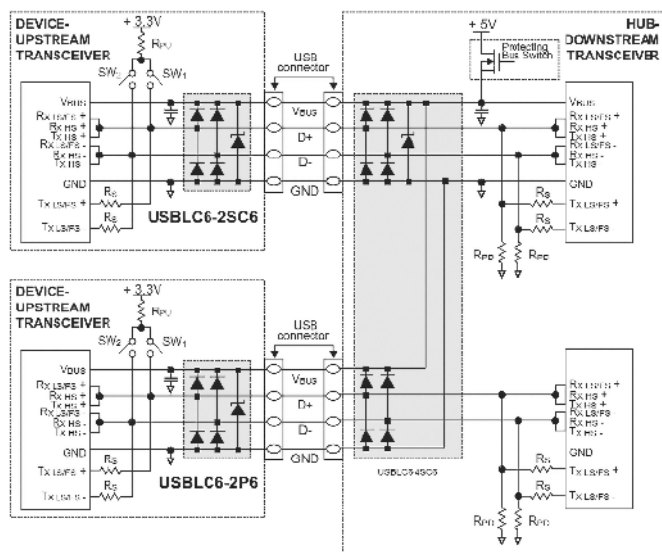 DEVICE-
UPSTREAM
TRANSCEIVER
+ 3.3V
RPU
SW2
SW1
VBUS
RX LS/FS +
RX HS +
TX HS +
RX LS/FS -
RX HS -
TX HS -
GND
TX LS/FS +
TX LS/FS -
RS
RS
USBLC6-2SC6
USB
connector
VBUS
D+
D-
GND
+ 5V
Protecting
Bus Switch
HUB-
DOWNSTREAM
TRANSCEIVER
VBUS
RX LS/FS +
RX HS +
TX HS +
RX LS/FS -
RX HS -
TX HS -
GND
TX LS/FS +
TX LS/FS -
RS
RS
RPD
RPD
DEVICE-
UPSTREAM
TRANSCEIVER
+ 3.3V
RPU
SW2
SW1
VBUS
RX LS/FS +
RX HS +
TX HS +
RX LS/FS -
RX HS -
TX HS -
GND
TX LS/FS +
TX LS/FS -
RS
RS
USBLC6-2P6
USB
connector
VBUS
D+
D-
GND
USBLC6-4SC6
RX LS/FS +
RX HS +
TX HS +
RX LS/FS -
RX HS -
TX HS -
GND
TX LS/FS +
TX LS/FS -
RS
RS
RPD
RPD